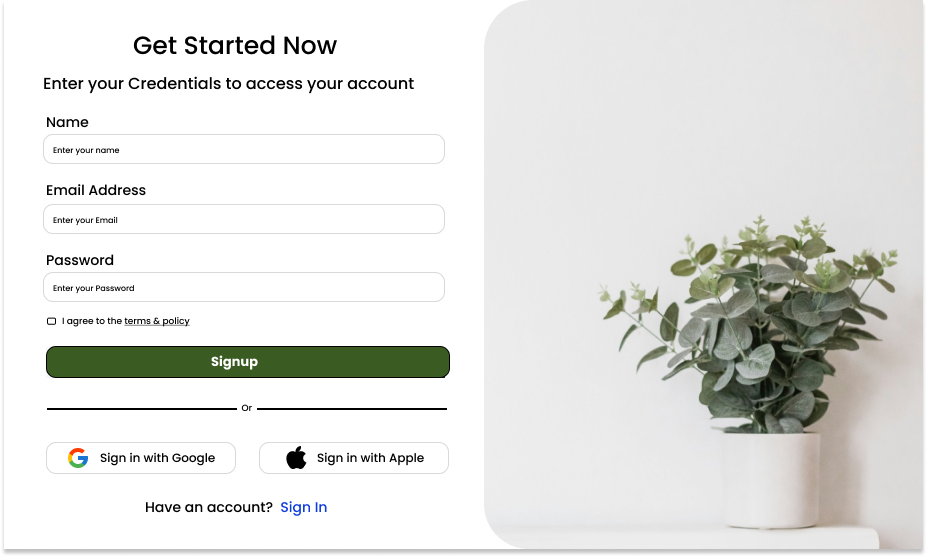 Get Started Now
Enter your Credentials to access your account
Name
Enter your name
Email Address
Enter your Email
Password
Enter your Password
I agree to the terms & policy
Signup
Or
Sign in with Google
Sign in with Apple
Have an account? Sign In